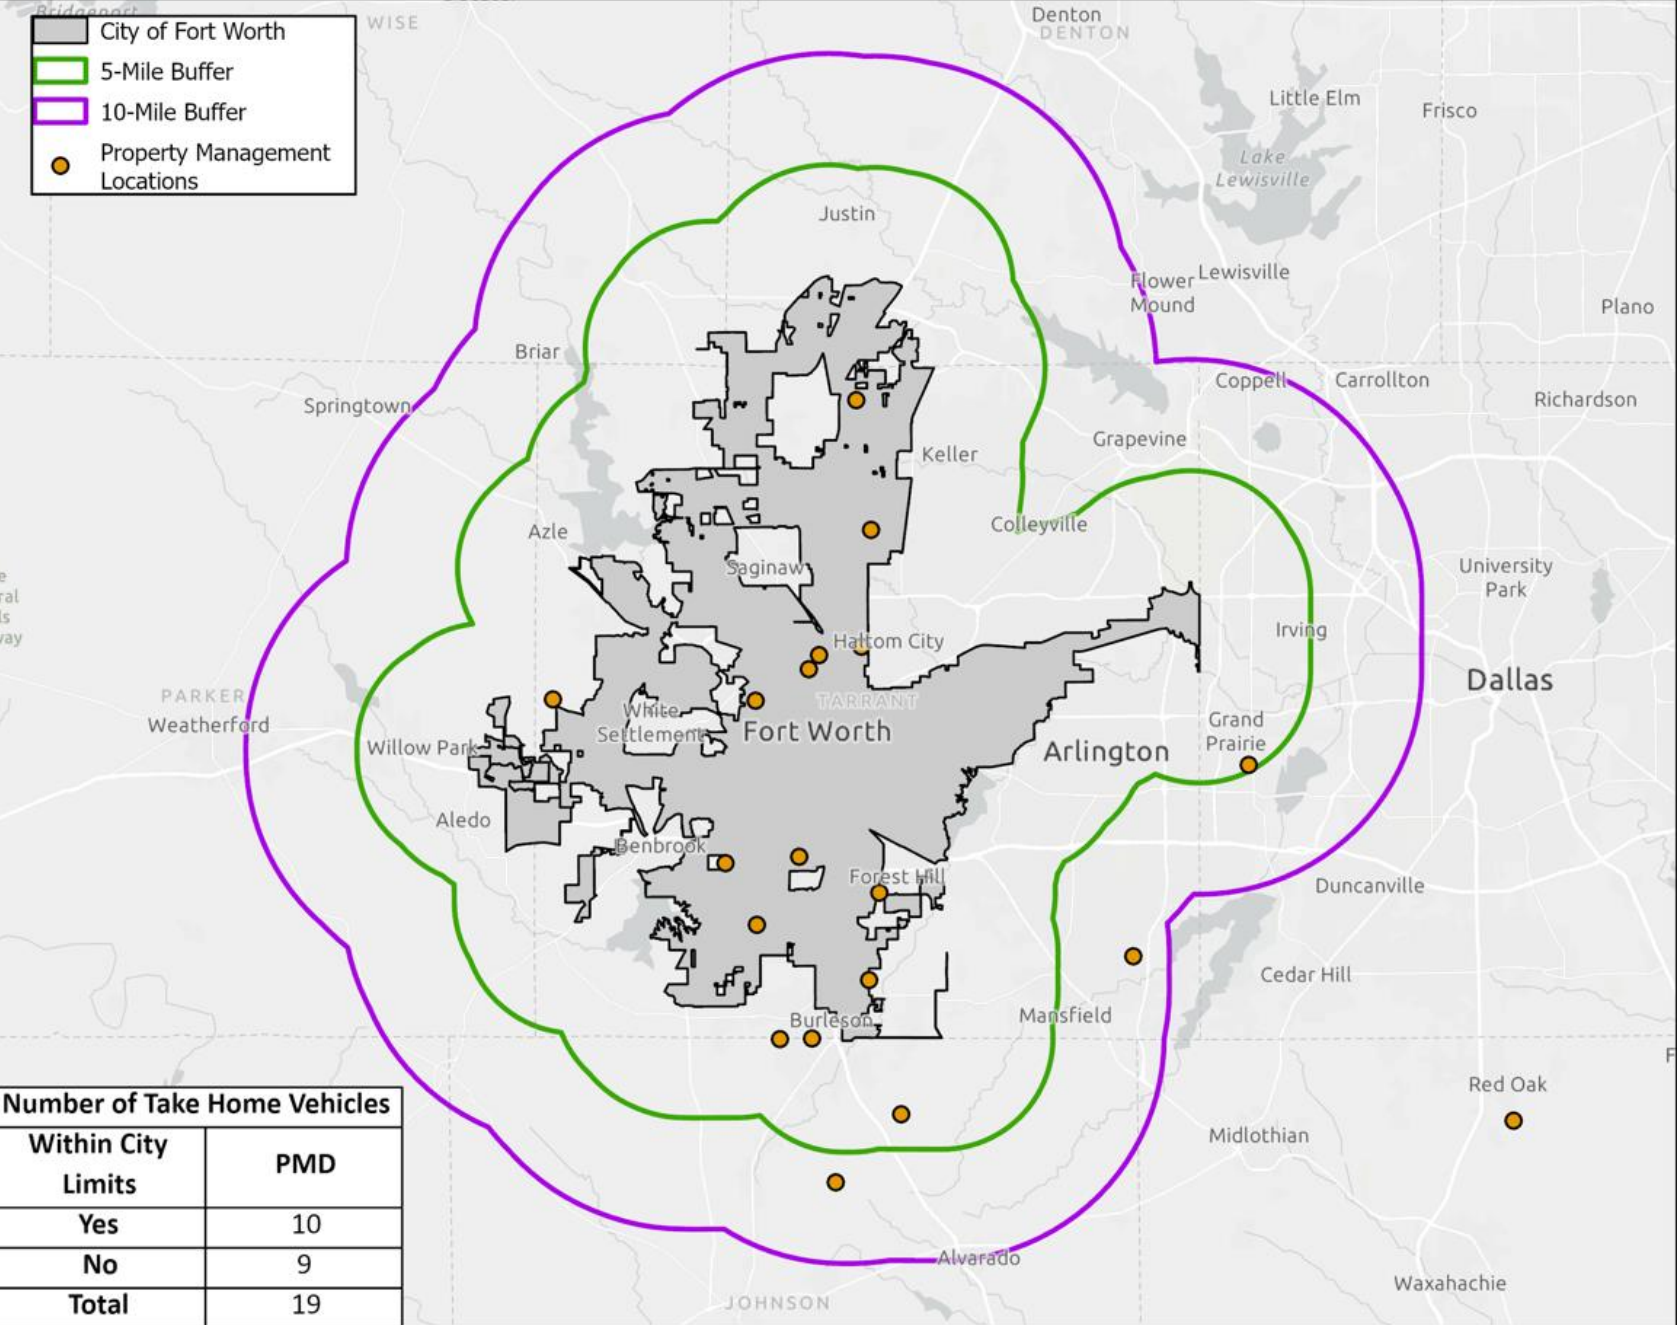 Bridgeport
City of Fort Worth
5-Mile Buffer
10-Mile Buffer
Property Management
Locations
WISE
Denton
DENTON
Little Elm
Frisco
Lake
Lewisville
Justin
Flower
Mound
Lewisville
Plano
Briar
Springtown
Coppell
Carrollton
Richardson
Grapevine
Keller
Azle
Colleyville
Saginaw
University
Park
Haltom City
Irving
PARKER
Weatherford
White
Settlement
TARRANT
Fort Worth
Dallas
Willow Park
Arlington
Grand
Prairie
Aledo
Benbrook
Forest Hill
Duncanville
Cedar Hill
Burleson
Mansfield
Red Oak
Midlothian
Alvarado
Waxahachie
JOHNSON
Number of Take Home Vehicles
Within City
Limits
PMD
Yes 10
No 9
Total 19